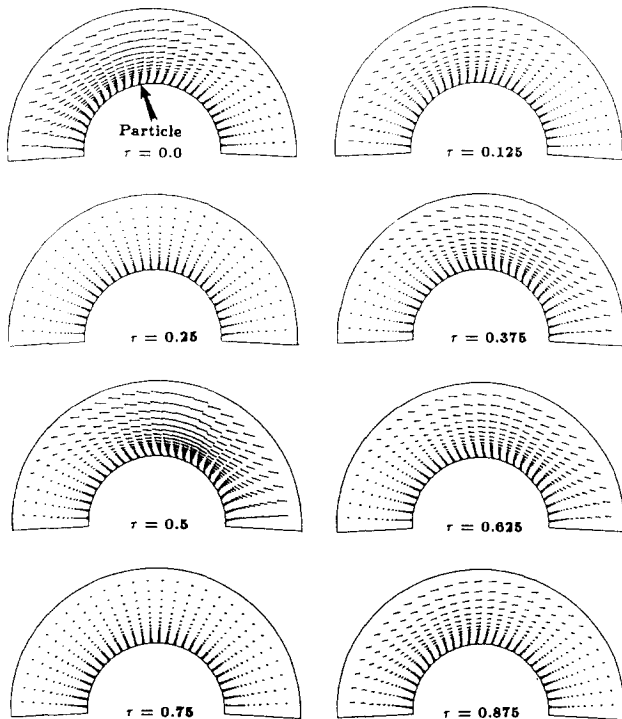 Particle
τ = 0.0
τ = 0.125
τ = 0.25
τ = 0.375
τ = 0.5
τ = 0.625
τ = 0.75
τ = 0.875